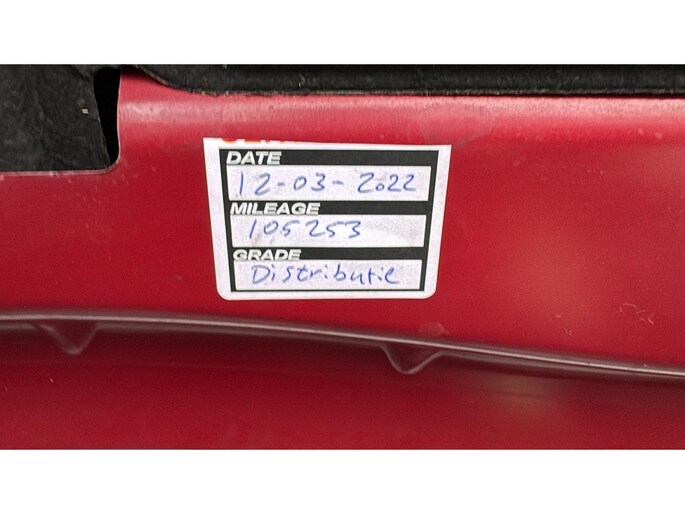 DATE
12-03-2022
MILEAGE
105253
GRADE
Distributie